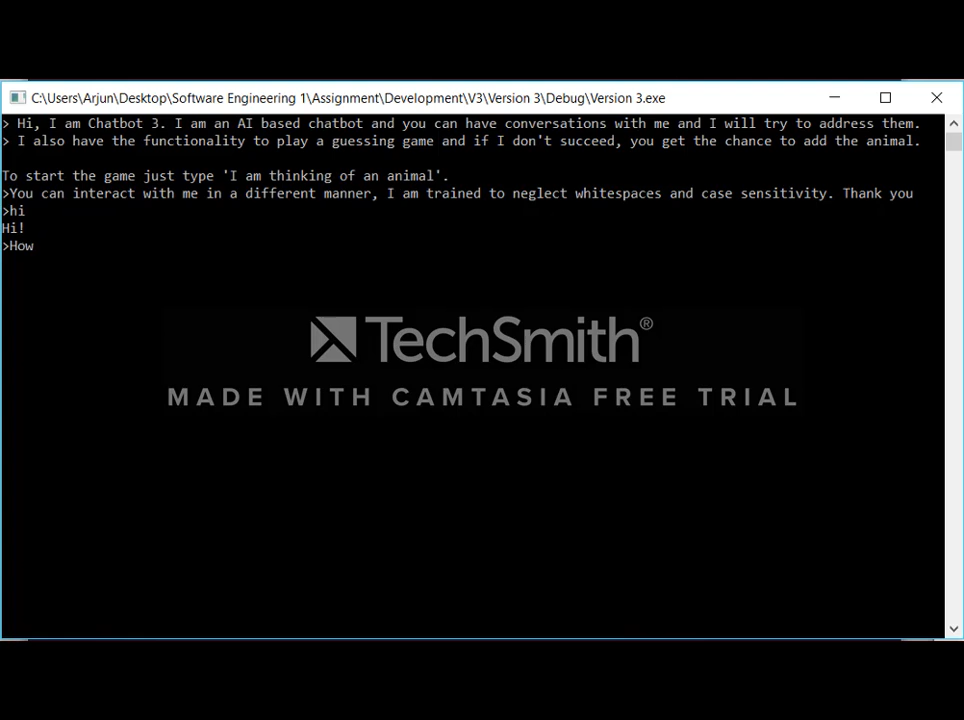 C:\Users\Arjun\Desktop\Software Engineering 1\Assignment\Development\V3\Version 3\Debug\Version 3.exe
> Hi, I am Chatbot 3. I am an AI based chatbot and you can have conversations with me and I will try to address them.
> I also have the functionality to play a guessing game and if I don't succeed, you get the chance to add the animal.
To start the game just type 'I am thinking of an animal'.
>You can interact with me in a different manner, I am trained to neglect whitespaces and case sensitivity. Thank you
>hi
Hi!
>How
TechSmith®
MADE WITH CAMTASIA FREE TRIAL